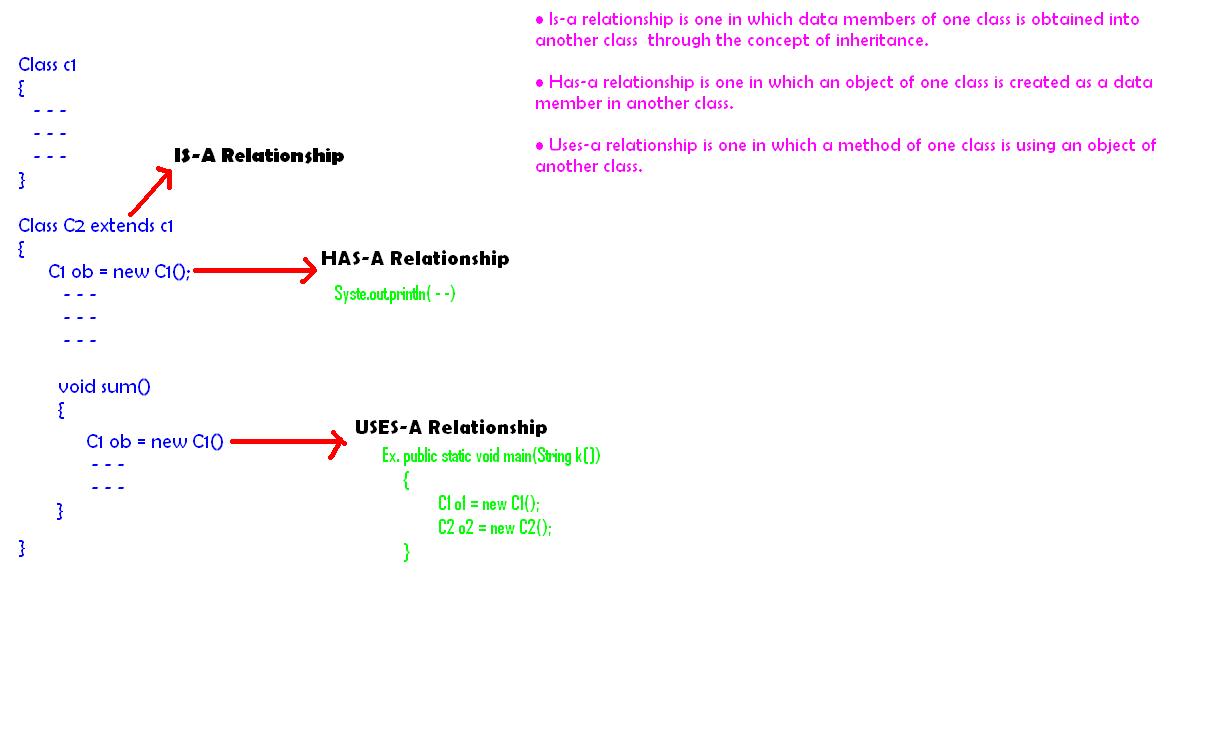 ● Is-a relationship is one in which data members of one class is obtained into
another class through the concept of inheritance.
● Has-a relationship is one in which an object of one class is created as a data
member in another class.
● Uses-a relationship is one in which a method of one class is using an object of
another class.
Class c1
{
- - -
- - -
- - -
}
IS-A Relationship
Class C2 extends c1
{
C1 ob = new C1();
HAS-A Relationship
Syste.out.println( - -)
- - -
- - -
- - -
void sum()
{
C1 ob = new C1()
USES-A Relationship
- - -
- - -
}
}
Ex. public static void main(String k[])
{
C1 o1 = new C1();
C2 o2 = new C2();
}